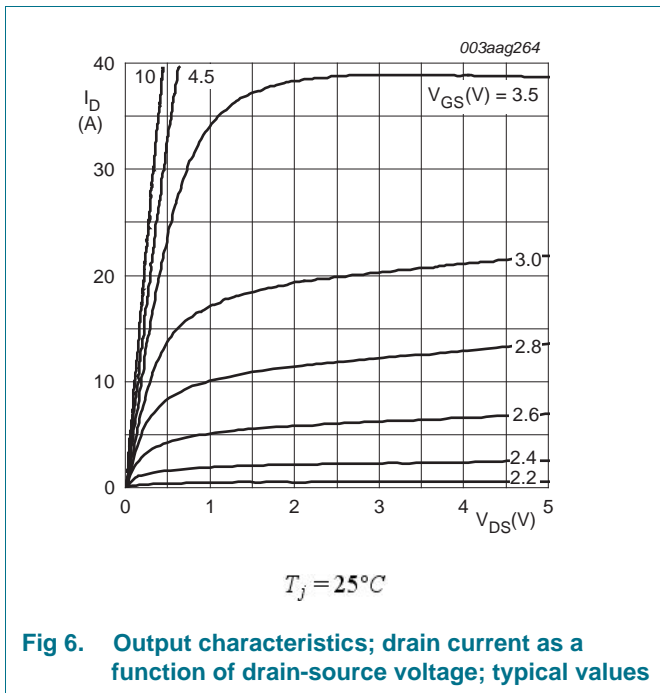 003aag264
40
10
4.5
I_D
(A)
V_GS(V) = 3.5
30
20
3.0
2.8
10
2.6
2.4
2.2
0
0
1
2
3
4
5
V_DS(V)
T_j = 25°C
Fig 6. Output characteristics; drain current as a
function of drain-source voltage; typical values